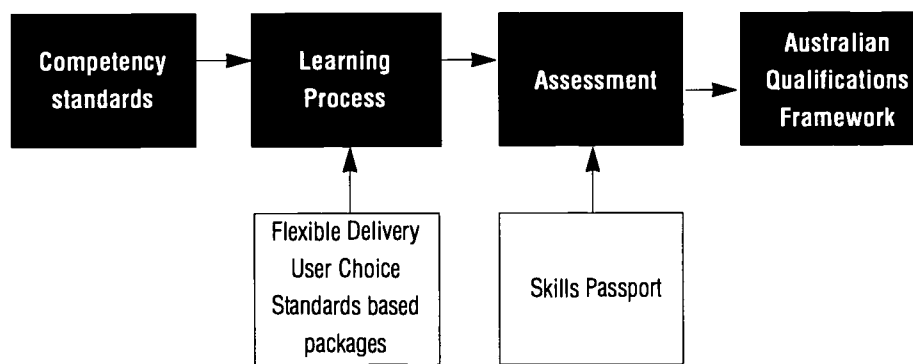 Competency
standards
Learning
Process
Assessment
Australian
Qualifications
Framework
Flexible Delivery
User Choice
Standards based
packages
Skills Passport